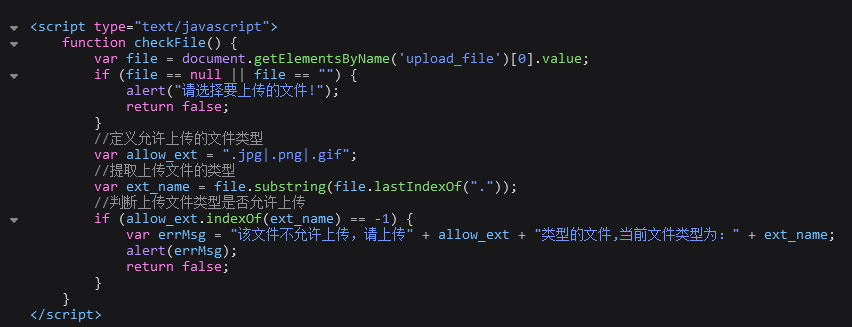 <script type="text/javascript">
    function checkFile() {
        var file = document.getElementsByName('upload_file')[0].value;
        if (file == null || file == "") {
            alert("请选择要上传的文件!");
            return false;
        }
        //定义允许上传的文件类型
        var allow_ext = ".jpg|.png|.gif";
        //提取上传文件的类型
        var ext_name = file.substring(file.lastIndexOf("."));
        //判断上传文件类型是否允许上传
        if (allow_ext.indexOf(ext_name) == -1) {
            var errMsg = "该文件不允许上传，请上传" + allow_ext + "类型的文件,当前文件类型为：" + ext_name;
            alert(errMsg);
            return false;
        }
    }
</script>